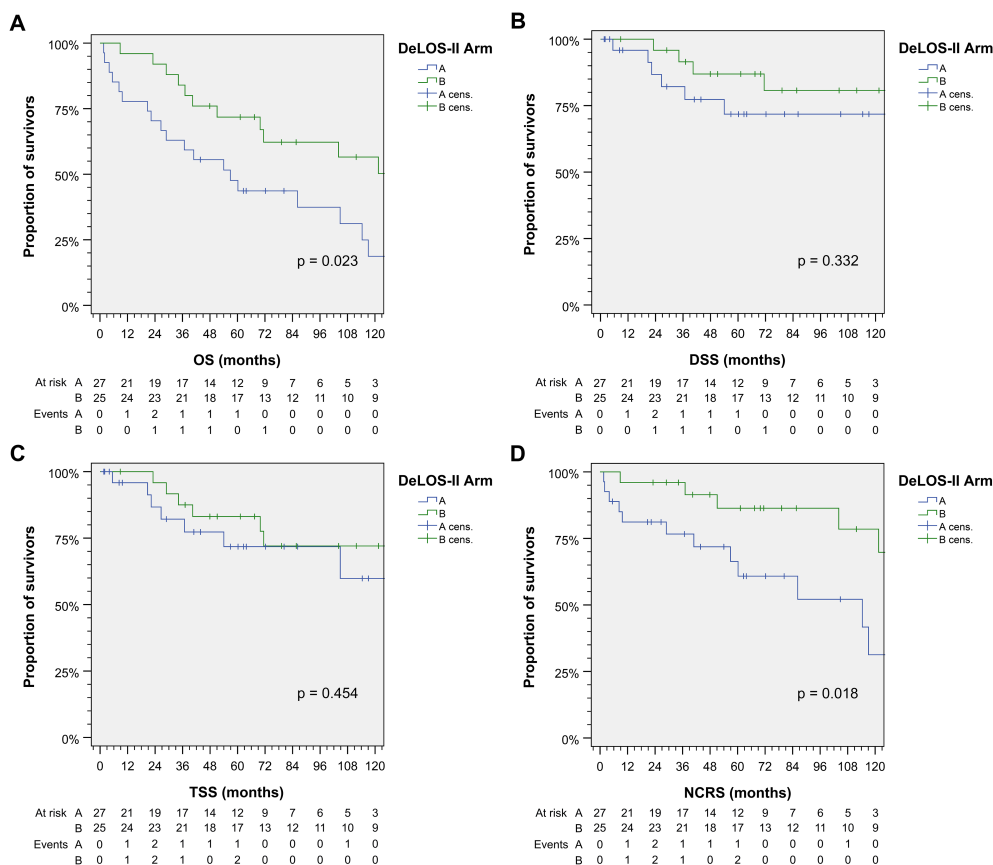 A
100%
75%
50%
25%
0%
Proportion of survivors
DeLOS-II Arm
A
B
A cens.
B cens.
p = 0.023
0 12 24 36 48 60 72 84 96 108 120
OS (months)
At risk A 27 21 19 17 14 12 9 7 6 5 3
B 25 24 23 21 18 17 13 12 11 10 9
Events A 0 1 2 1 1 1 0 0 0 0 0
B 0 0 1 1 1 0 1 0 0 0 0
B
100%
75%
50%
25%
0%
Proportion of survivors
DeLOS-II Arm
A
B
A cens.
B cens.
p = 0.332
0 12 24 36 48 60 72 84 96 108 120
DSS (months)
At risk A 27 21 19 17 14 12 9 7 6 5 3
B 25 24 23 21 18 17 13 12 11 10 9
Events A 0 1 2 1 1 1 0 0 0 0 0
B 0 0 1 1 1 0 1 0 0 0 0
C
100%
75%
50%
25%
0%
Proportion of survivors
DeLOS-II Arm
A
B
A cens.
B cens.
p = 0.454
0 12 24 36 48 60 72 84 96 108 120
TSS (months)
At risk A 27 21 19 17 14 12 9 7 6 5 3
B 25 24 23 21 18 17 13 12 11 10 9
Events A 0 1 2 1 1 1 0 0 0 1 0
B 0 1 2 1 0 2 0 0 0 0 0
D
100%
75%
50%
25%
0%
Proportion of survivors
DeLOS-II Arm
A
B
A cens.
B cens.
p = 0.018
0 12 24 36 48 60 72 84 96 108 120
NCRS (months)
At risk A 27 21 19 17 14 12 9 7 6 5 3
B 25 24 23 21 18 17 13 12 11 10 9
Events A 0 1 2 1 1 1 0 0 0 1 0
B 0 1 2 1 0 2 0 0 0 0 0